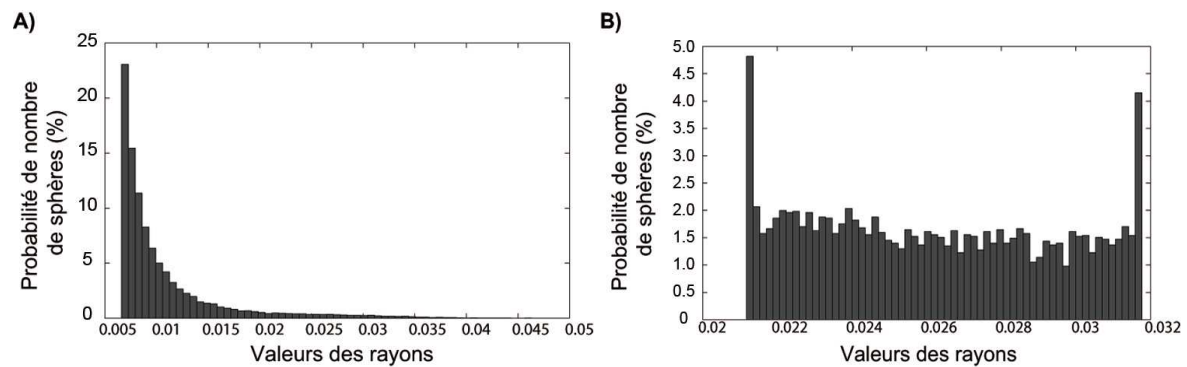 A)
Probabilité de nombre
de sphères (%)
25
20
15
10
5
0
0.005 0.01 0.015 0.02 0.025 0.03 0.035 0.04 0.045 0.05
Valeurs des rayons
B)
Probabilité de nombre
de sphères (%)
5.0
4.5
4.0
3.5
3.0
2.5
2.0
1.5
1.0
0.5
0
0.02 0.022 0.024 0.026 0.028 0.03 0.032
Valeurs des rayons